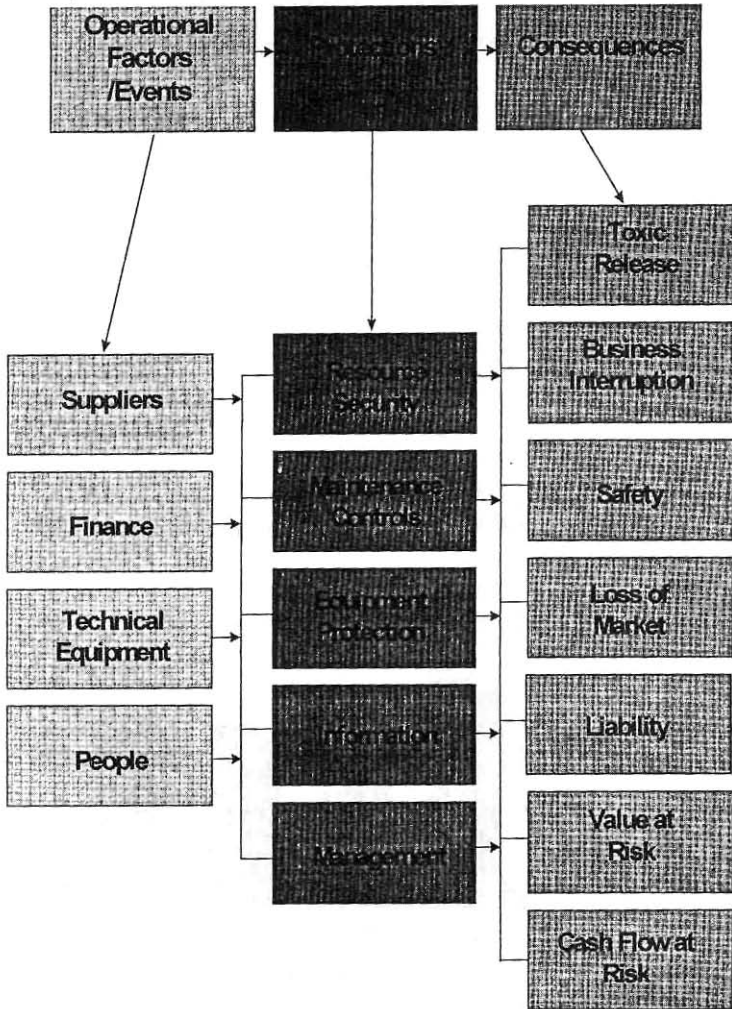 Operational
Factors
/Events
Protections
Consequences
Toxic
Release
Business
Interruption
Suppliers
Resource
Security
Safety
Finance
Maintenance
Controls
Loss of
Market
Technical
Equipment
Equipment
Protection
Liability
People
Information
Value at
Risk
Management
Cash Flow at
Risk